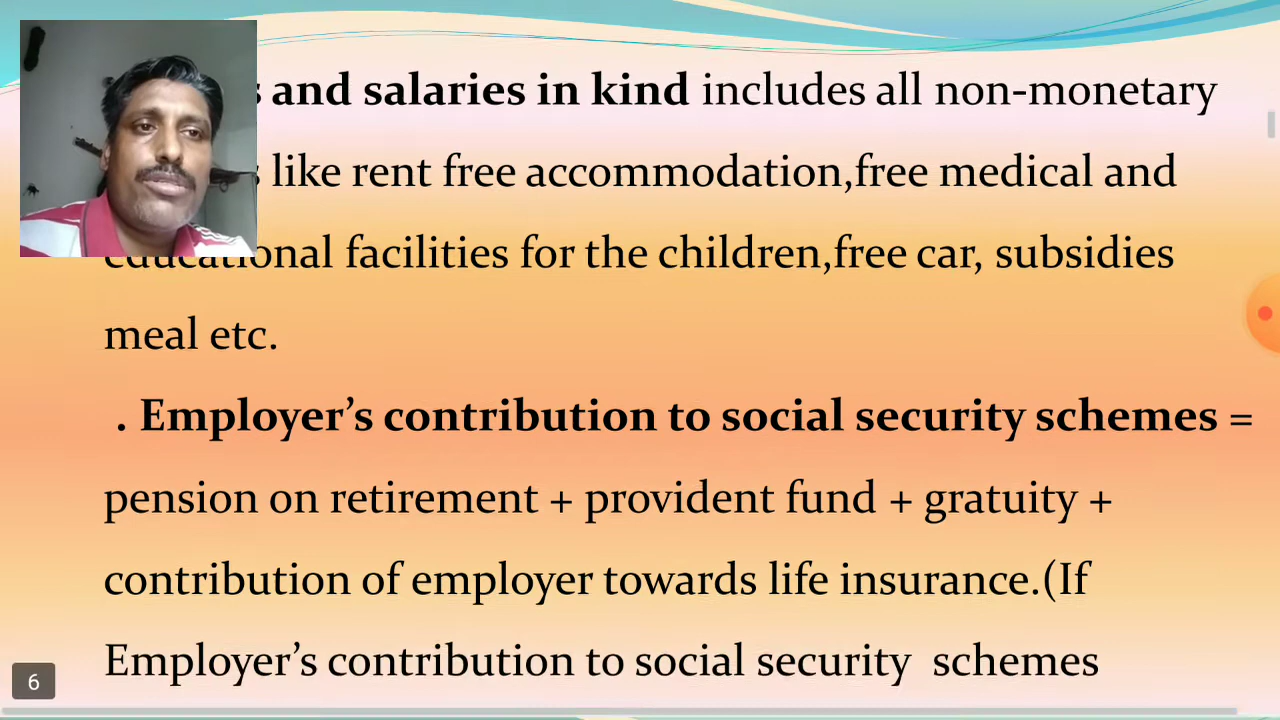 and salaries in kind includes all non-monetary
like rent free accommodation,free medical and
educational facilities for the children,free car, subsidies
meal etc.
. Employer’s contribution to social security schemes =
pension on retirement + provident fund + gratuity +
contribution of employer towards life insurance.(If
Employer’s contribution to social security schemes
6